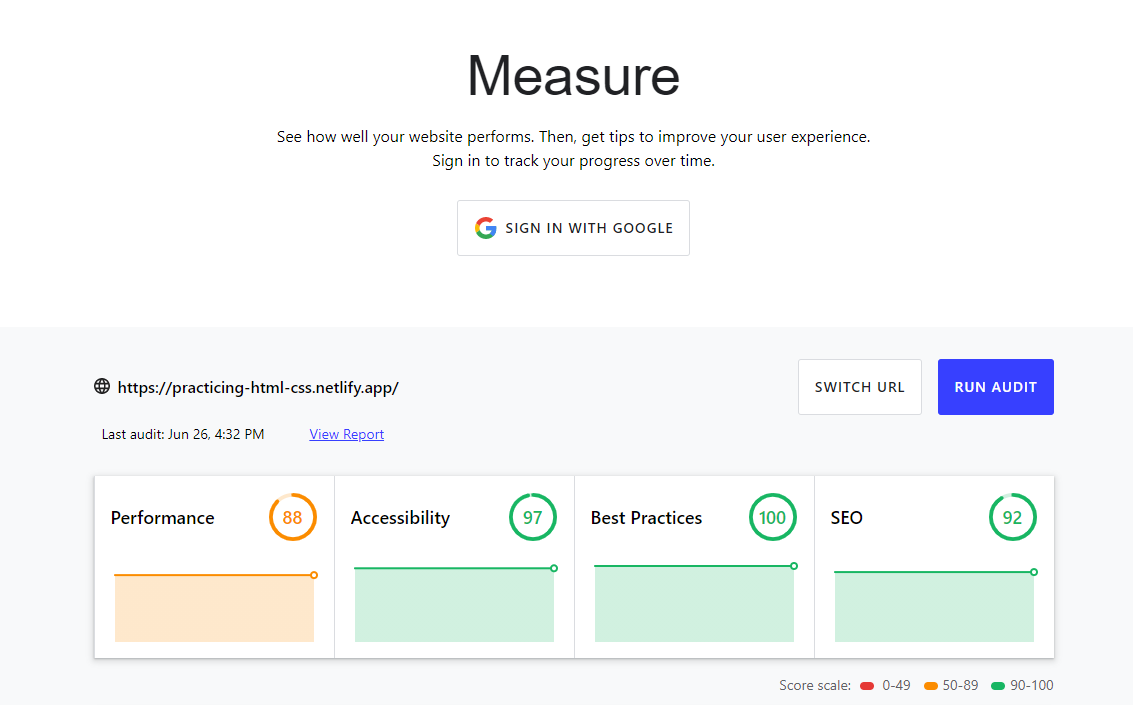 Measure
See how well your website performs. Then, get tips to improve your user experience.
Sign in to track your progress over time.
SIGN IN WITH GOOGLE
https://practicing-html-css.netlify.app/
SWITCH URL
RUN AUDIT
Last audit: Jun 26, 4:32 PM
View Report
Performance 88
Accessibility 97
Best Practices 100
SEO 92
Score scale: 0-49 50-89 90-100